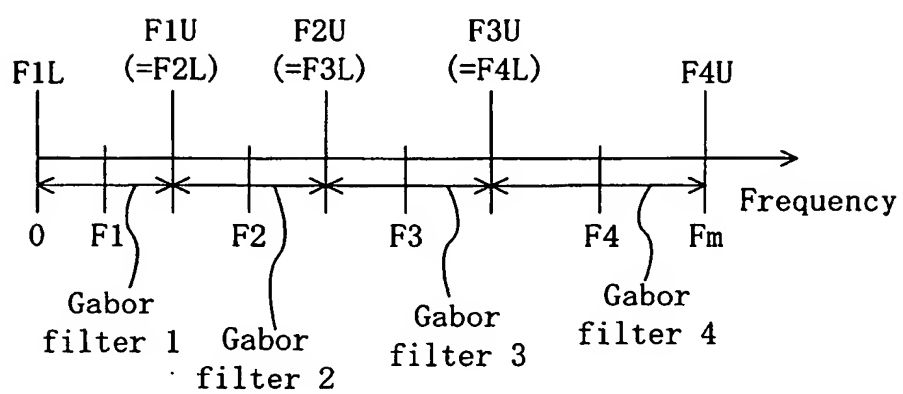 F1U
F2U
F3U
F1L
(=F2L)
(=F3L)
(=F4L)
F4U
Frequency
0
F1
F2
F3
F4
Fm
Gabor
filter 1
Gabor
filter 2
Gabor
filter 3
Gabor
filter 4